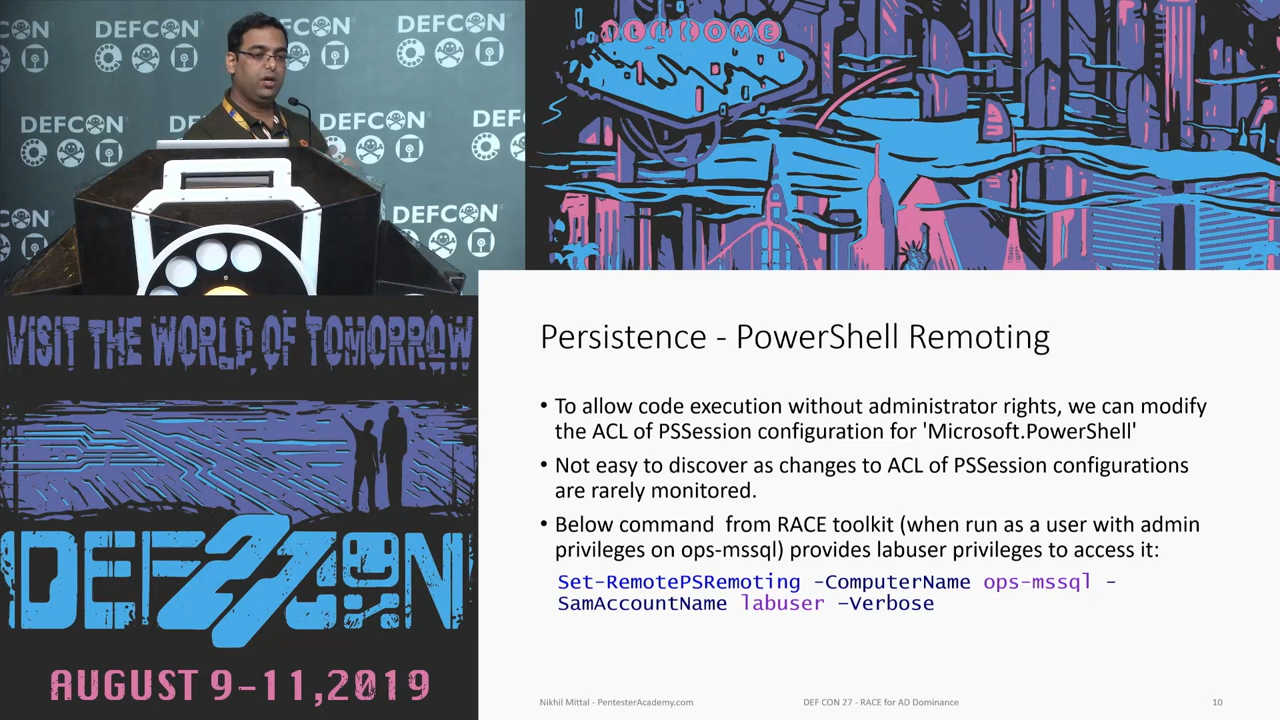 DEFCON
DEFCON
DEFCON
DEFCON
DEFCON
DEFCON
WELCOME
VISIT THE WORLD OF TOMORROW
DEF CON
27
AUGUST 9-11,2019
Persistence - PowerShell Remoting
• To allow code execution without administrator rights, we can modify
the ACL of PSSession configuration for 'Microsoft.PowerShell'
• Not easy to discover as changes to ACL of PSSession configurations
are rarely monitored.
• Below command  from RACE toolkit (when run as a user with admin
privileges on ops-mssql) provides labuser privileges to access it:
Set-RemotePSRemoting -ComputerName ops-mssql -
SamAccountName labuser –Verbose
Nikhil Mittal - PentesterAcademy.com
DEF CON 27 - RACE for AD Dominance
10